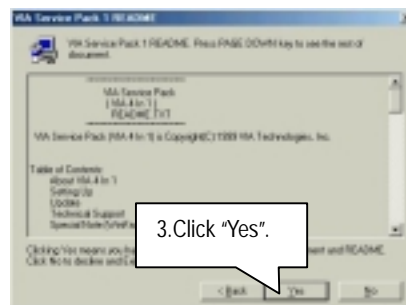 VIA Service Pack 1 README
VIA Service Pack 1 README. Press PAGE DOWN key to see the rest of
document.
VIA Service Pack
( VIA 4 In 1 )
README.TXT
VIA Service Pack (VIA 4 In 1) is Copyright(C) 1999 VIA Technologies, Inc.
Table of Contents:
About VIA 4 in 1
Setting Up
Update
Technical Support
Special Note
3.Click “Yes”.
Clicking Yes means you ment and README.
Click No to decline and
< Back
Yes
No